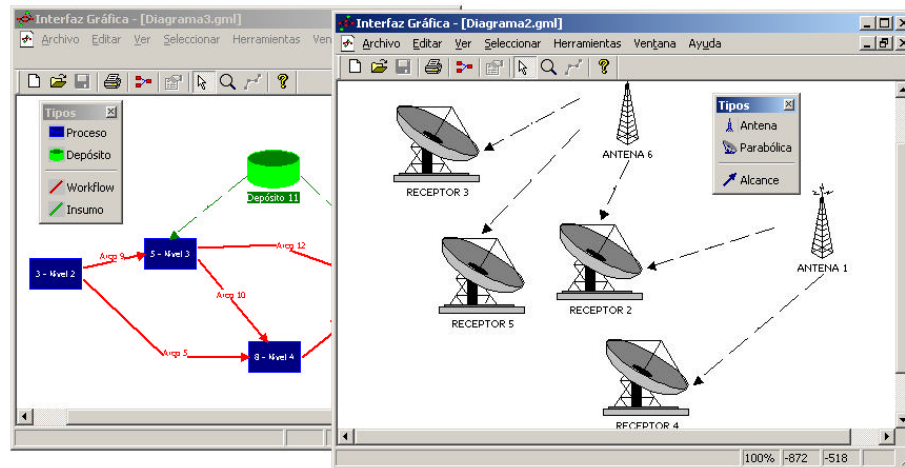 Interfaz Gráfica - [Diagrama3.gml]
Archivo Editar Ver Seleccionar Herramientas Ven
Tipos
Proceso
Depósito
Workflow
Insumo
Depósito 11
Arco 9
5 - Nivel 3
Arco 12
3 - Nivel 2
Arco 10
Arco 5
8 - Nivel 4
Interfaz Gráfica - [Diagrama2.gml]
Archivo Editar Ver Seleccionar Herramientas Ventana Ayuda
Tipos
Antena
Parabólica
Alcance
ANTENA 6
RECEPTOR 3
ANTENA 1
RECEPTOR 2
RECEPTOR 5
RECEPTOR 4
100% -872 -518